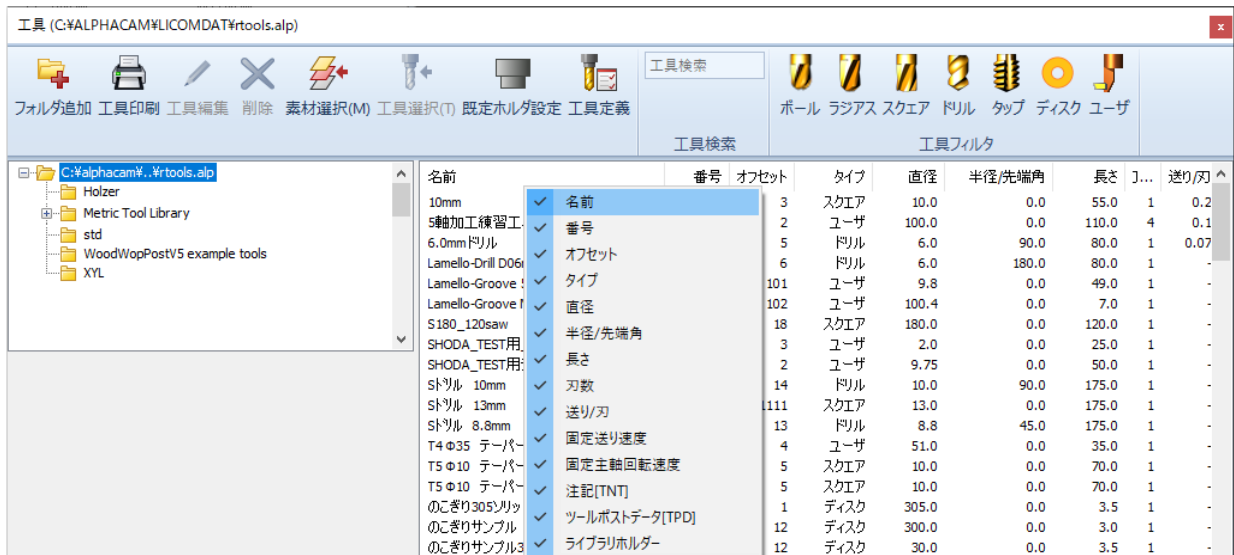 工具 (C:¥ALPHACAM¥LICOMDAT¥rtools.alp)
x
フォルダ追加 工具印刷 工具編集 削除 素材選択(M) 工具選択(T) 既定ホルダ設定 工具定義
工具検索
ボール ラジアス スクェア ドリル タップ ディスク ユーザ
工具検索 工具フィルタ
C:¥alphacam¥..¥rtools.alp
Holzer
Metric Tool Library
std
WoodWopPostV5 example tools
XYL
名前 番号 オフセット タイプ 直径 半径/先端角 長さ J... 送り/刃
10mm 3 スクエア 10.0 0.0 55.0 1 0.2
5軸加工練習工 2 ユーザ 100.0 0.0 110.0 4 0.1
6.0mmドリル 5 ドリル 6.0 90.0 80.0 1 0.07
Lamello-Drill D06 6 ドリル 6.0 180.0 80.0 1 -
Lamello-Groove 101 ユーザ 9.8 0.0 49.0 1 -
Lamello-Groove 102 ユーザ 100.4 0.0 7.0 1 -
S180_120saw 18 スクエア 180.0 0.0 120.0 1 -
SHODA_TEST用 3 ユーザ 2.0 0.0 25.0 1 -
SHODA_TEST用 2 ユーザ 9.75 0.0 50.0 1 -
Sドリル 10mm 14 ドリル 10.0 90.0 175.0 1 -
Sドリル 13mm 1111 スクエア 13.0 0.0 175.0 1 -
Sドリル 8.8mm 13 ドリル 8.8 45.0 175.0 1 -
T4 Φ35 テーパー 4 ユーザ 51.0 0.0 35.0 1 -
T5 Φ10 テーパー 5 スクエア 10.0 0.0 70.0 1 -
T5 Φ10 テーパー 5 スクエア 10.0 0.0 70.0 1 -
のこぎり305ソリッ 1 ディスク 305.0 0.0 3.5 1 -
のこぎりサンプル 12 ディスク 300.0 0.0 3.0 1 -
のこぎりサンプル3 12 ディスク 30.0 0.0 3.5 1 -
名前
番号
オフセット
タイプ
直径
半径/先端角
長さ
刃数
送り/刃
固定送り速度
固定主軸回転速度
注記[TNT]
ツールポストデータ[TPD]
ライブラリホルダー